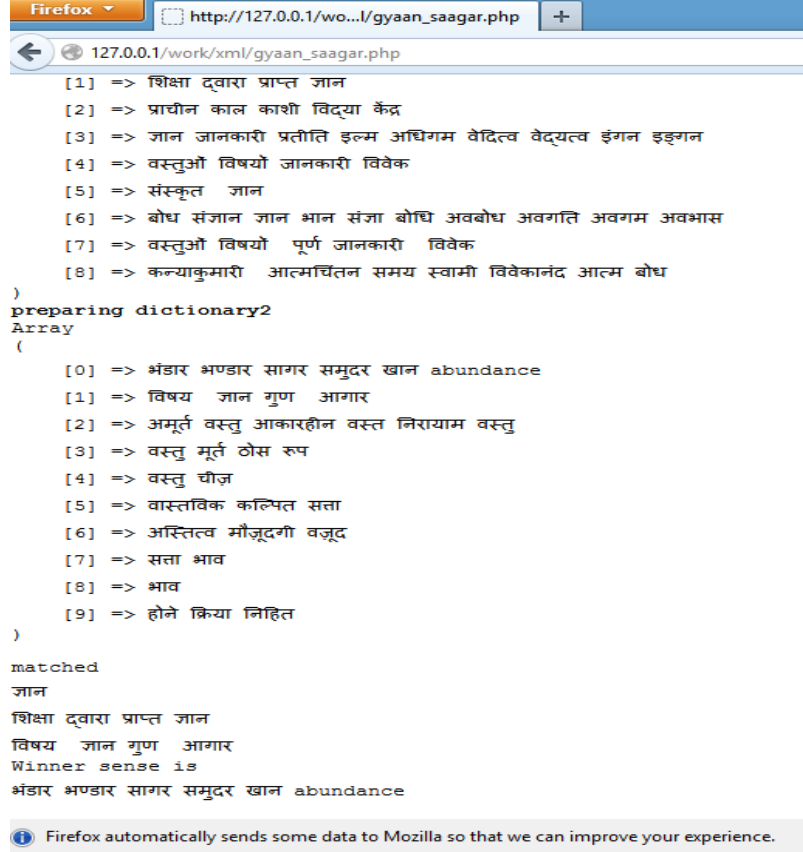 Firefox
http://127.0.0.1/wo...l/gyaan_saagar.php +
127.0.0.1/work/xml/gyaan_saagar.php
[1] => शिक्षा द्वारा प्राप्त ज्ञान
[2] => प्राचीन काल काशी विद्या केंद्र
[3] => ज्ञान जानकारी प्रतीति इल्म अधिगम वेदित्व वेद्यत्व इंगन इङ्गन
[4] => वस्तुओं विषयों जानकारी विवेक
[5] => संस्कृत ज्ञान
[6] => बोध संज्ञान ज्ञान भान संज्ञा बोधि अवबोध अवगति अवगम अवभास
[7] => वस्तुओं विषयों पूर्ण जानकारी विवेक
[8] => कन्याकुमारी आत्मचिंतन समय स्वामी विवेकानंद आत्म बोध
)
preparing dictionary2
Array
(
[0] => भंडार भण्डार सागर समुदर खान abundance
[1] => विषय ज्ञान गुण आगार
[2] => अमूर्त वस्तु आकारहीन वस्त निरायाम वस्तु
[3] => वस्तु मूर्त ठोस रूप
[4] => वस्तु चीज़
[5] => वास्तविक कल्पित सत्ता
[6] => अस्तित्व मौज़ूदगी वज़ूद
[7] => सत्ता भाव
[8] => भाव
[9] => होने क्रिया निहित
)
matched
ज्ञान
शिक्षा द्वारा प्राप्त ज्ञान
विषय ज्ञान गुण आगार
Winner sense is
भंडार भण्डार सागर समुदर खान abundance
Firefox automatically sends some data to Mozilla so that we can improve your experience.